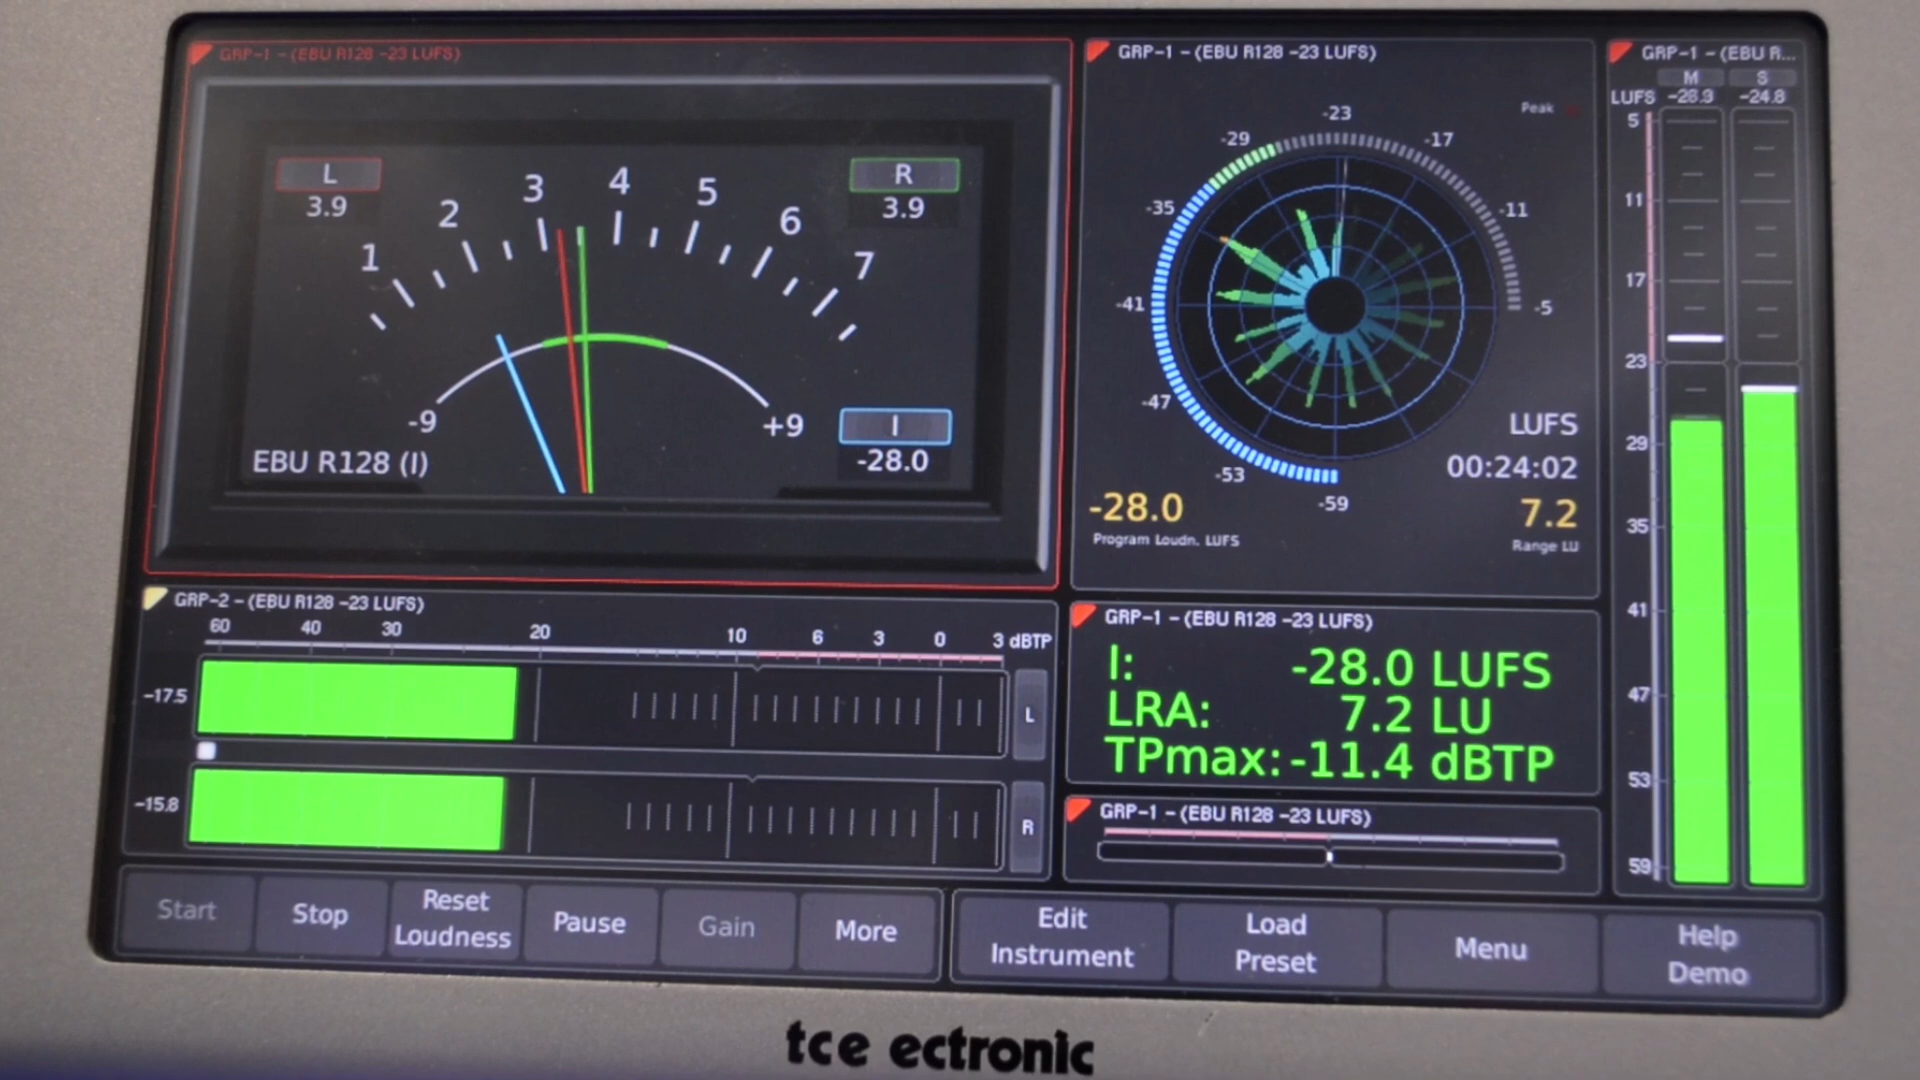 GRP-1 - (EBU R128 -23 LUFS)
L
3.9
R
3.9
1 2 3 4 5 6 7
-9
+9
I
-28.0
EBU R128 (I)
GRP-1 - (EBU R128 -23 LUFS)
Peak
-23
-29
-17
-35
-11
-41
-5
-47
-53
-59
LUFS
00:24:02
-28.0
7.2
Program Loudn. LUFS
Range LU
GRP-1 - (EBU R...
M S
LUFS -24.8
5
11
17
23
29
35
41
47
53
59
GRP-2 - (EBU R128 -23 LUFS)
60 40 30 20 10 6 3 0 3 dBTP
-17.5
L
-15.8
R
GRP-1 - (EBU R128 -23 LUFS)
I: -28.0 LUFS
LRA: 7.2 LU
TPmax: -11.4 dBTP
GRP-1 - (EBU R128 -23 LUFS)
Start
Stop
Reset
Loudness
Pause
Gain
More
Edit
Instrument
Load
Preset
Menu
Help
Demo
tce ectronic